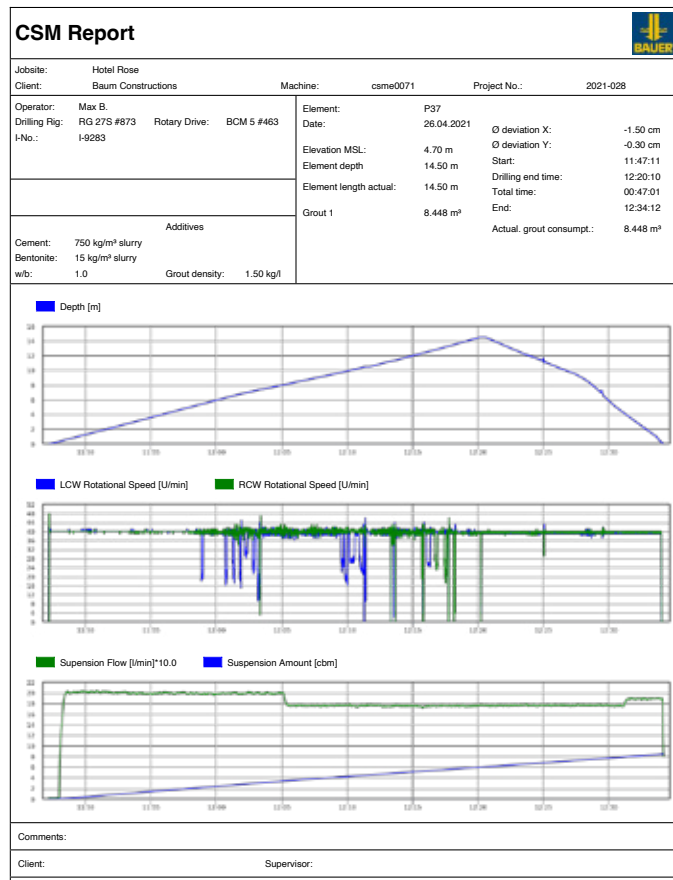 CSM Report
BAUER
Jobsite: Hotel Rose
Client: Baum Constructions Machine: csme0071 Project No.: 2021-028
Operator: Max B.
Drilling Rig: RG 27S #873 Rotary Drive: BCM 5 #463
I-No.: I-9283
Additives
Cement: 750 kg/m³ slurry
Bentonite: 15 kg/m³ slurry
w/b: 1.0 Grout density: 1.50 kg/l
Element: P37
Date: 26.04.2021
Elevation MSL: 4.70 m
Element depth 14.50 m
Element length actual: 14.50 m
Grout 1 8.448 m³
Ø deviation X: -1.50 cm
Ø deviation Y: -0.30 cm
Start: 11:47:11
Drilling end time: 12:20:10
Total time: 00:47:01
End: 12:34:12
Actual. grout consumpt.: 8.448 m³
Depth [m]
LCW Rotational Speed [U/min] RCW Rotational Speed [U/min]
Supension Flow [l/min]*10.0 Suspension Amount [cbm]
Comments:
Client: Supervisor: